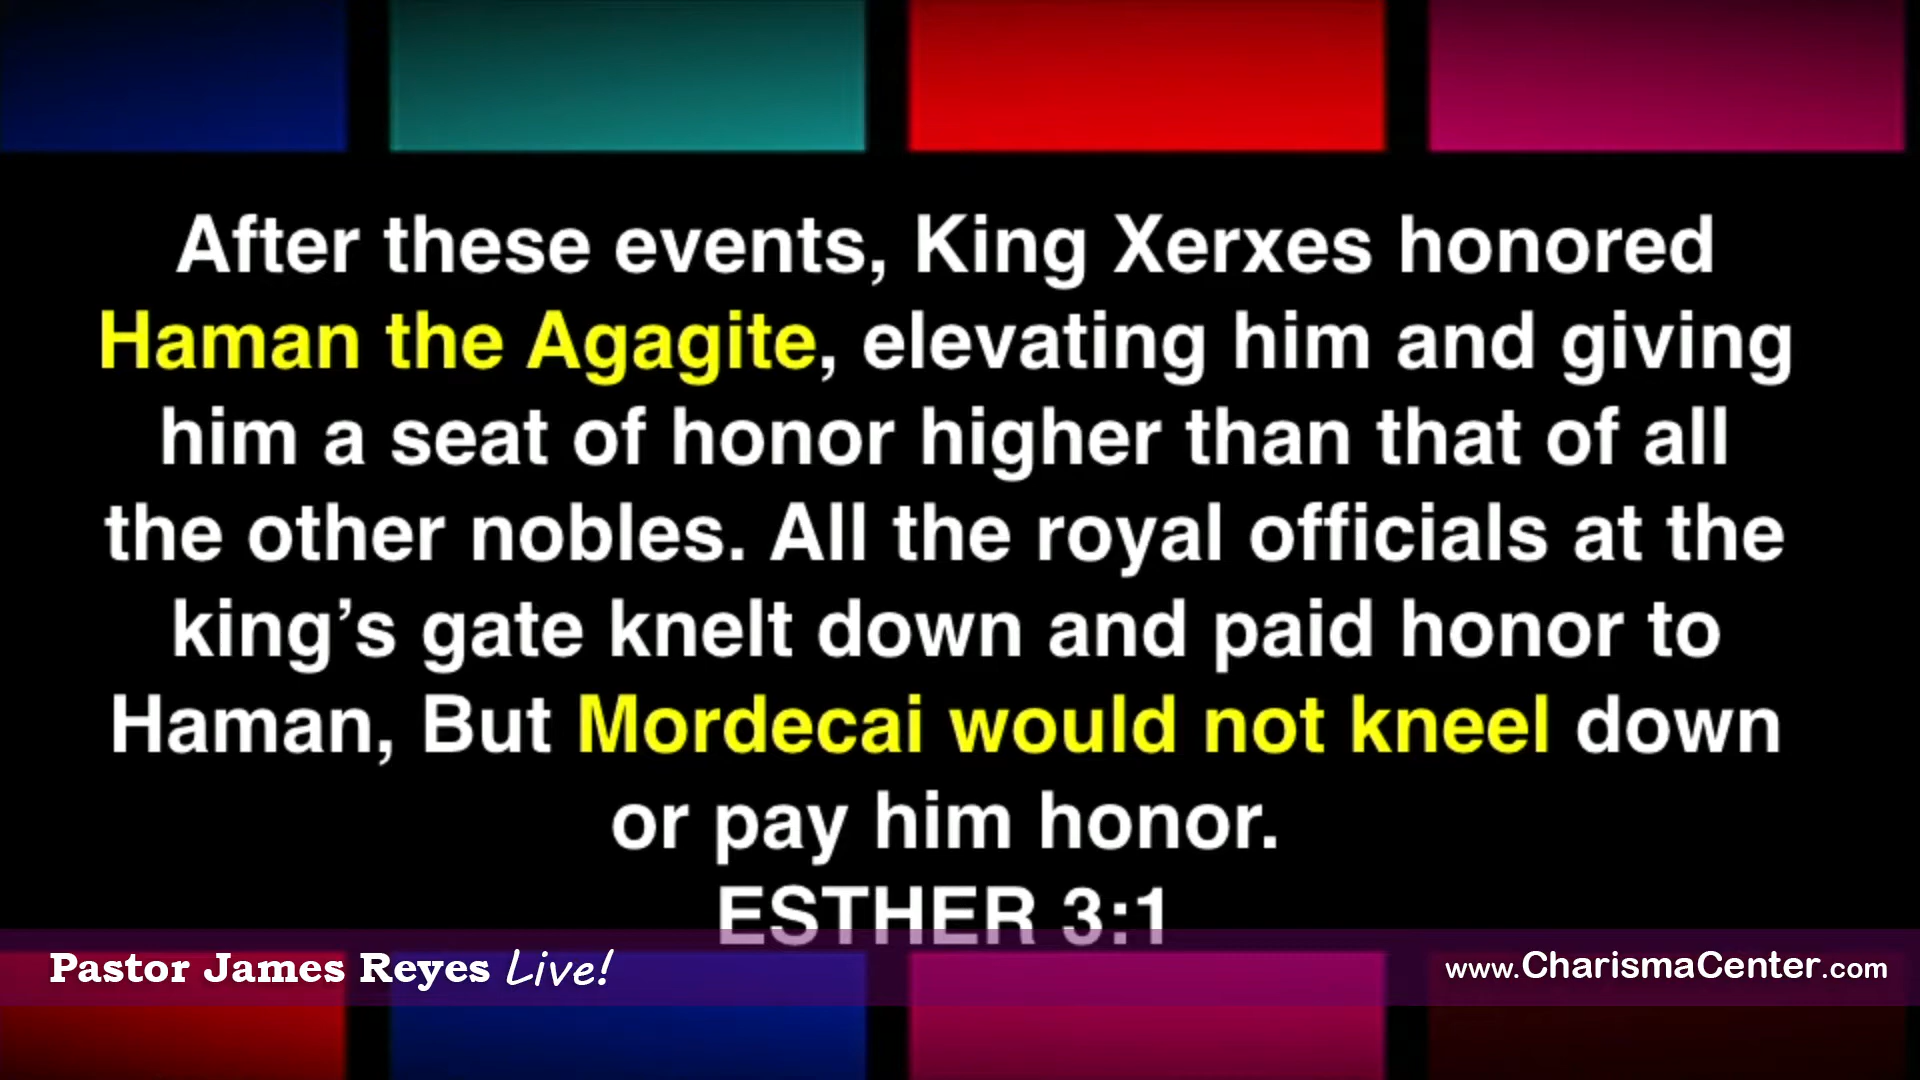 After these events, King Xerxes honored
Haman the Agagite, elevating him and giving
him a seat of honor higher than that of all
the other nobles. All the royal officials at the
king’s gate knelt down and paid honor to
Haman, But Mordecai would not kneel down
or pay him honor.
ESTHER 3:1
Pastor James Reyes Live!
www.CharismaCenter.com